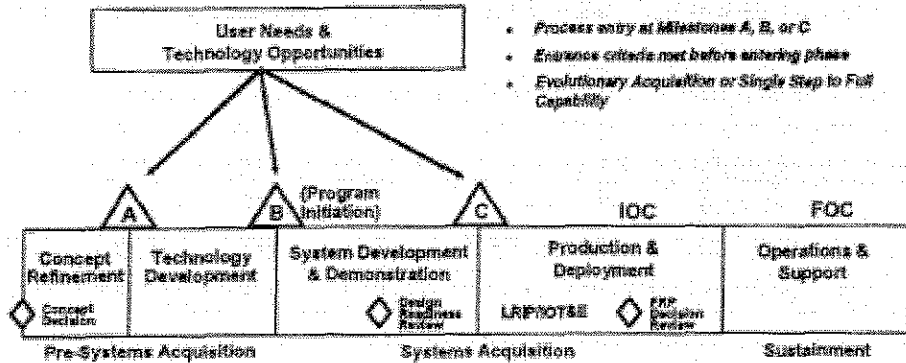 User Needs &
Technology Opportunities
• Process entry at Milestones A, B, or C
• Entrance criteria met before entering phase
• Evolutionary Acquisition or Single Step to Full
Capability
A
B
(Program
Initiation)
C
IOC
FOC
Concept
Refinement
Technology
Development
System Development
& Demonstration
Production &
Deployment
Operations &
Support
Concept
Decision
Design
Readiness
Review
LRIP/IOT&E
FRP
Decision
Review
Pre-Systems Acquisition
Systems Acquisition
Sustainment